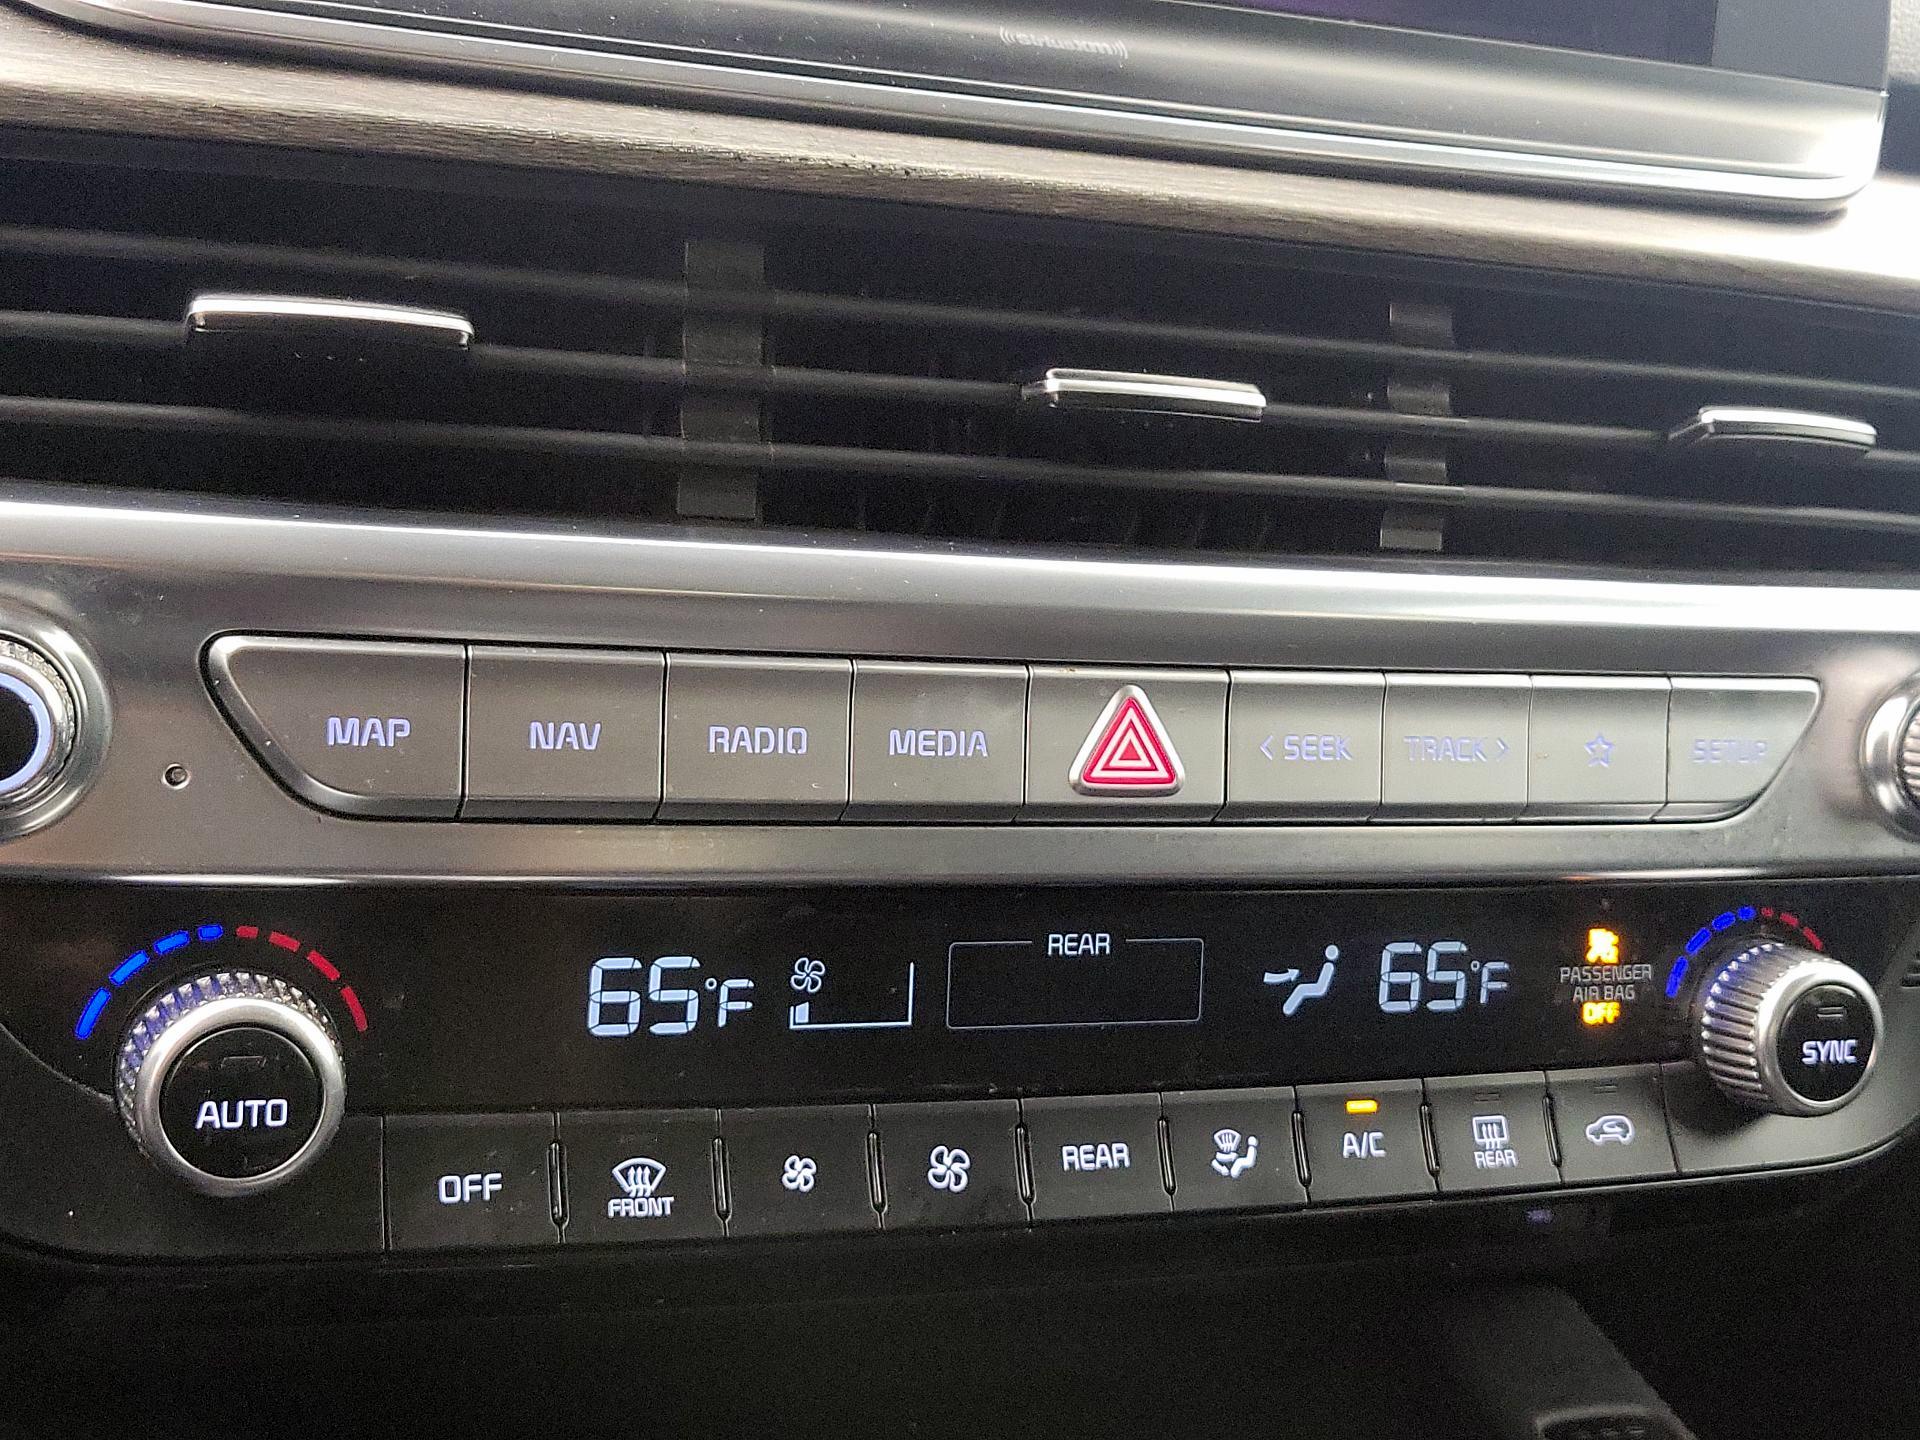 ((SiriusXM))
MAP
NAV
RADIO
MEDIA
< SEEK
TRACK >
SETUP
65°F
REAR
65°F
PASSENGER
AIR BAG
OFF
AUTO
SYNC
OFF
FRONT
REAR
A/C
REAR